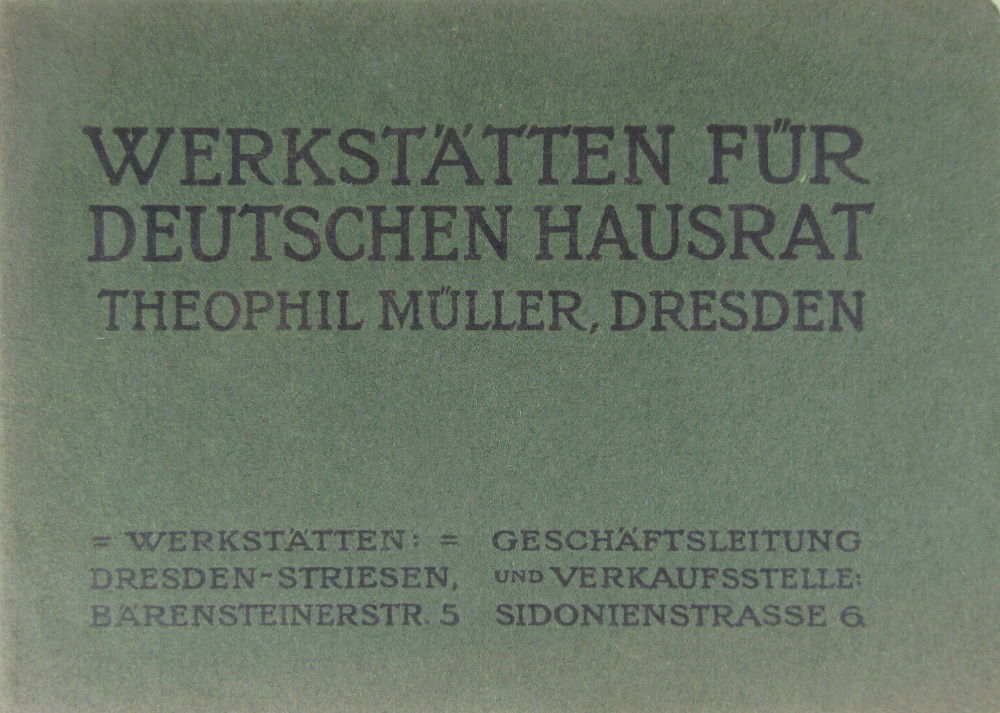 WERKSTÄTTEN FÜR
DEUTSCHEN HAUSRAT
THEOPHIL MÜLLER, DRESDEN
= WERKSTÄTTEN: =
DRESDEN-STRIESEN,
BÄRENSTEINERSTR. 5
GESCHÄFTSLEITUNG
UND VERKAUFSSTELLE:
SIDONIENSTRASSE 6